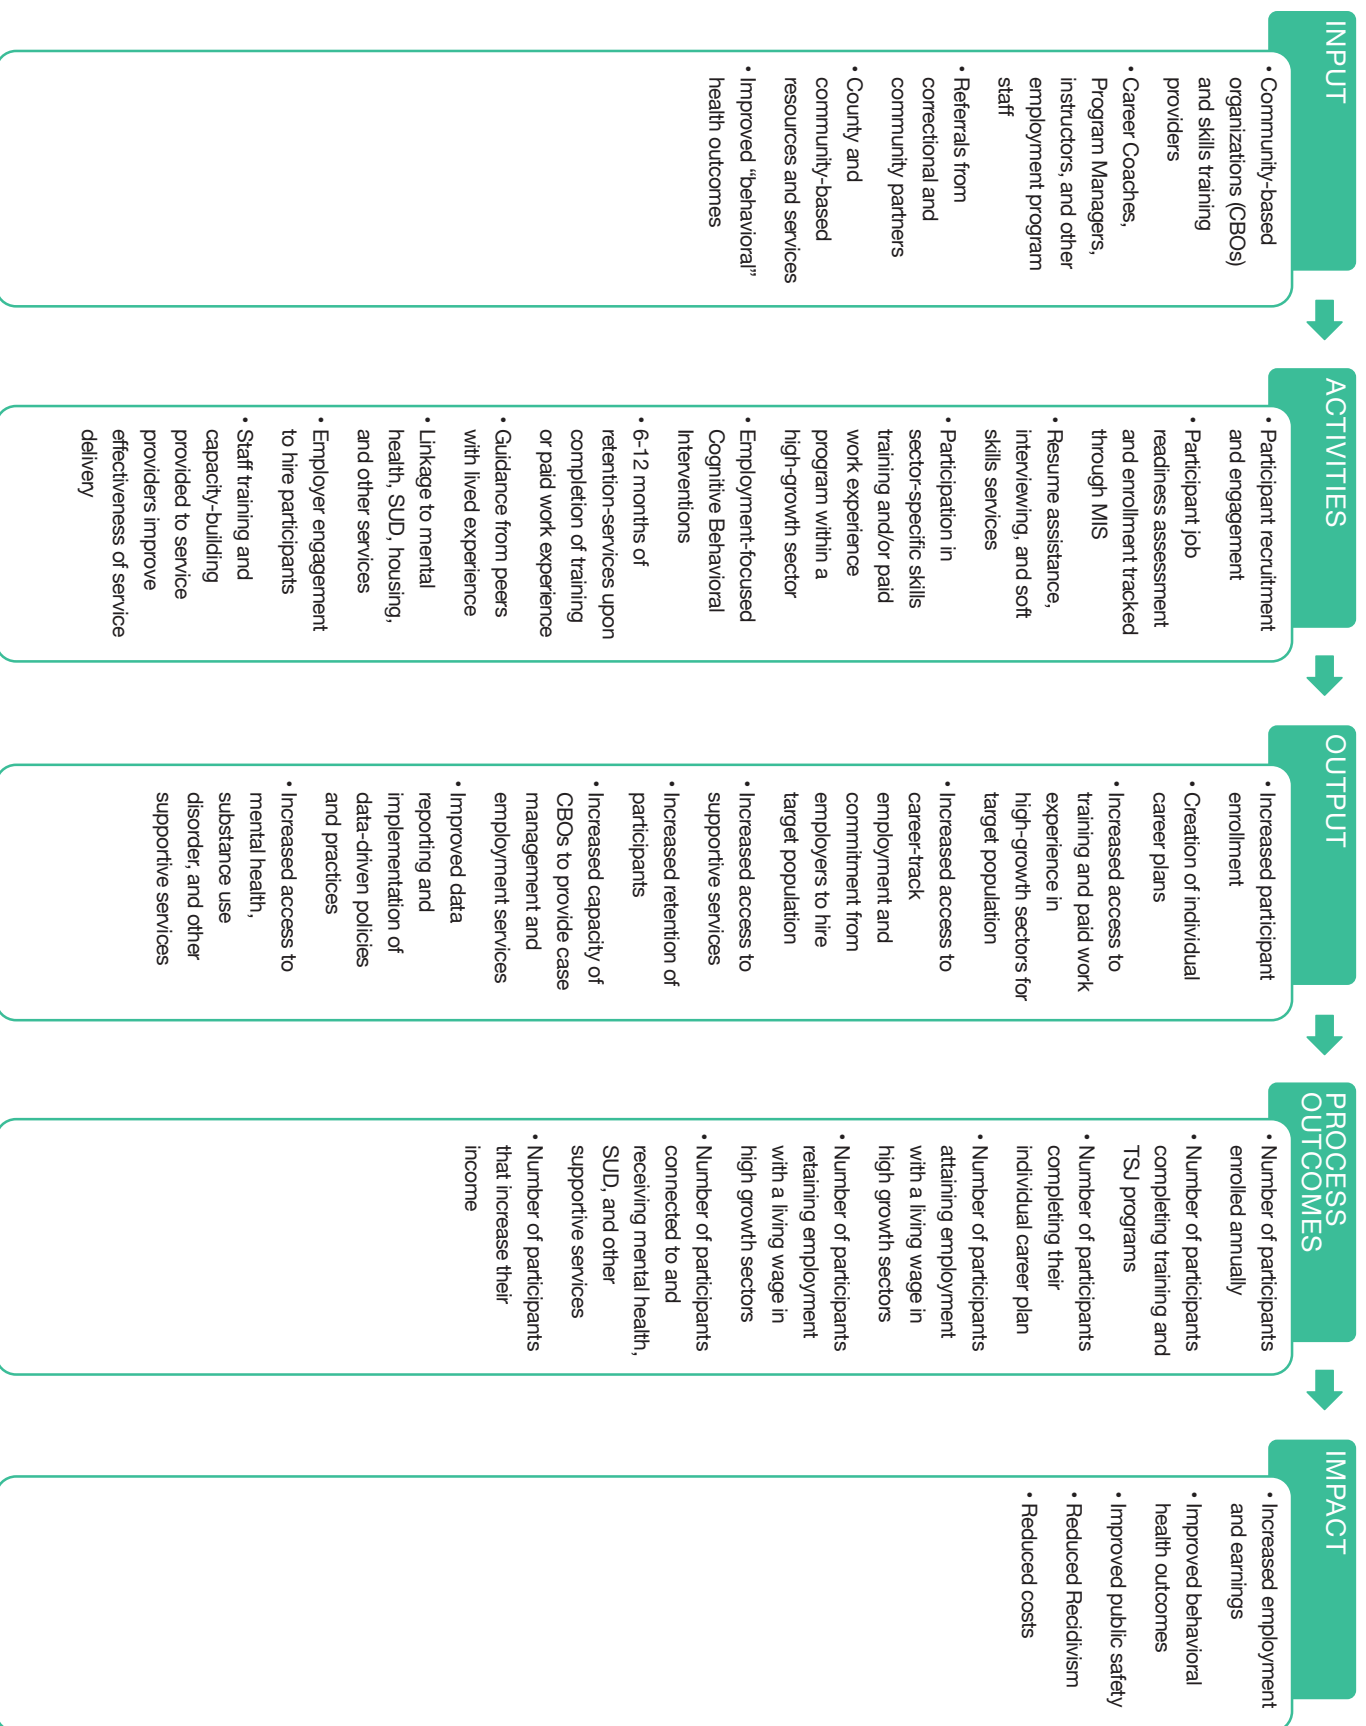 INPUT
• Community-based
organizations (CBOs)
and skills training
providers
• Career Coaches,
Program Managers,
instructors, and other
employment program
staff
• Referrals from
correctional and
community partners
• County and
community-based
resources and services
• Improved “behavioral”
health outcomes
ACTIVITIES
• Participant recruitment
and engagement
• Participant job
readiness assessment
and enrollment tracked
through MIS
• Resume assistance,
interviewing, and soft
skills services
• Participation in
sector-specific skills
training and/or paid
work experience
program within a
high-growth sector
• Employment-focused
Cognitive Behavioral
Interventions
• 6-12 months of
retention-services upon
completion of training
or paid work experience
• Guidance from peers
with lived experience
• Linkage to mental
health, SUD, housing,
and other services
• Employer engagement
to hire participants
• Staff training and
capacity-building
provided to service
providers improve
effectiveness of service
delivery
OUTPUT
• Increased participant
enrollment
• Creation of individual
career plans
• Increased access to
training and paid work
experience in
high-growth sectors for
target population
• Increased access to
career-track
employment and
commitment from
employers to hire
target population
• Increased access to
supportive services
• Increased retention of
participants
• Increased capacity of
CBOs to provide case
management and
employment services
• Improved data
reporting and
implementation of
data-driven policies
and practices
• Increased access to
mental health,
substance use
disorder, and other
supportive services
PROCESS
OUTCOMES
• Number of participants
enrolled annually
• Number of participants
completing training and
TSJ programs
• Number of participants
completing their
individual career plan
• Number of participants
attaining employment
with a living wage in
high growth sectors
• Number of participants
retaining employment
with a living wage in
high growth sectors
• Number of participants
connected to and
receiving mental health,
SUD, and other
supportive services
• Number of participants
that increase their
income
IMPACT
• Increased employment
and earnings
• Improved behavioral
health outcomes
• Improved public safety
• Reduced Recidivism
• Reduced costs